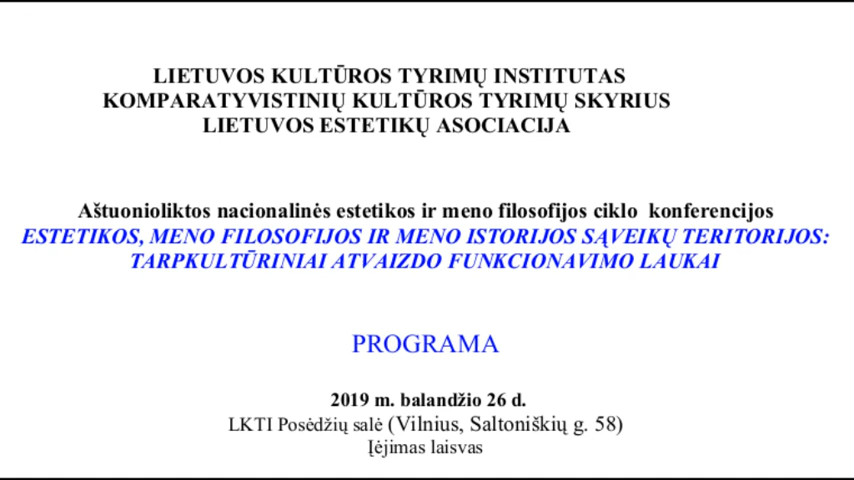 LIETUVOS KULTŪROS TYRIMŲ INSTITUTAS
KOMPARATYVISTINIŲ KULTŪROS TYRIMŲ SKYRIUS
LIETUVOS ESTETIKŲ ASOCIACIJA
Aštuonioliktos nacionalinės estetikos ir meno filosofijos ciklo konferencijos
ESTETIKOS, MENO FILOSOFIJOS IR MENO ISTORIJOS SĄVEIKŲ TERITORIJOS:
TARPKULTŪRINIAI ATVAIZDO FUNKCIONAVIMO LAUKAI
PROGRAMA
2019 m. balandžio 26 d.
LKTI Posėdžių salė (Vilnius, Saltoniškių g. 58)
Įėjimas laisvas